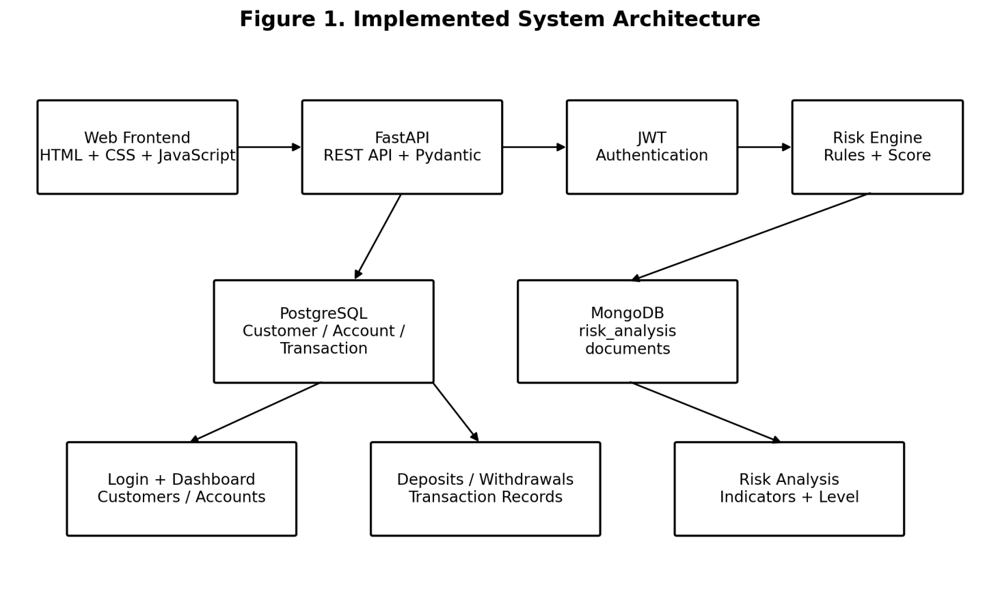 Figure 1. Implemented System Architecture
Web Frontend
HTML + CSS + JavaScript
FastAPI
REST API + Pydantic
JWT
Authentication
Risk Engine
Rules + Score
PostgreSQL
Customer / Account /
Transaction
MongoDB
risk_analysis
documents
Login + Dashboard
Customers / Accounts
Deposits / Withdrawals
Transaction Records
Risk Analysis
Indicators + Level